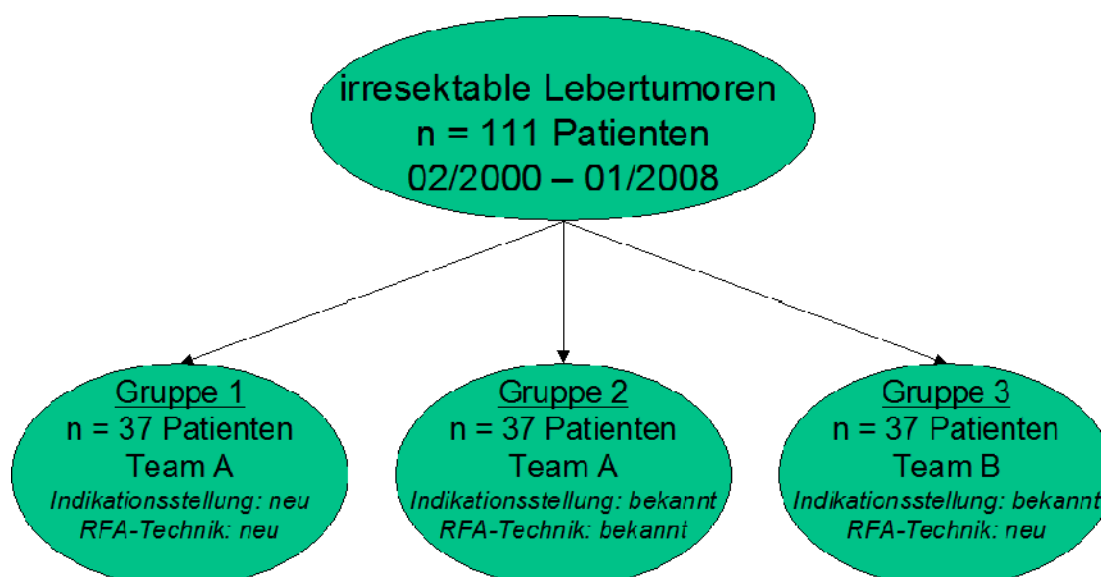 irresektable Lebertumoren
n = 111 Patienten
02/2000 – 01/2008
Gruppe 1
n = 37 Patienten
Team A
Indikationsstellung: neu
RFA-Technik: neu
Gruppe 2
n = 37 Patienten
Team A
Indikationsstellung: bekannt
RFA-Technik: bekannt
Gruppe 3
n = 37 Patienten
Team B
Indikationsstellung: bekannt
RFA-Technik: neu